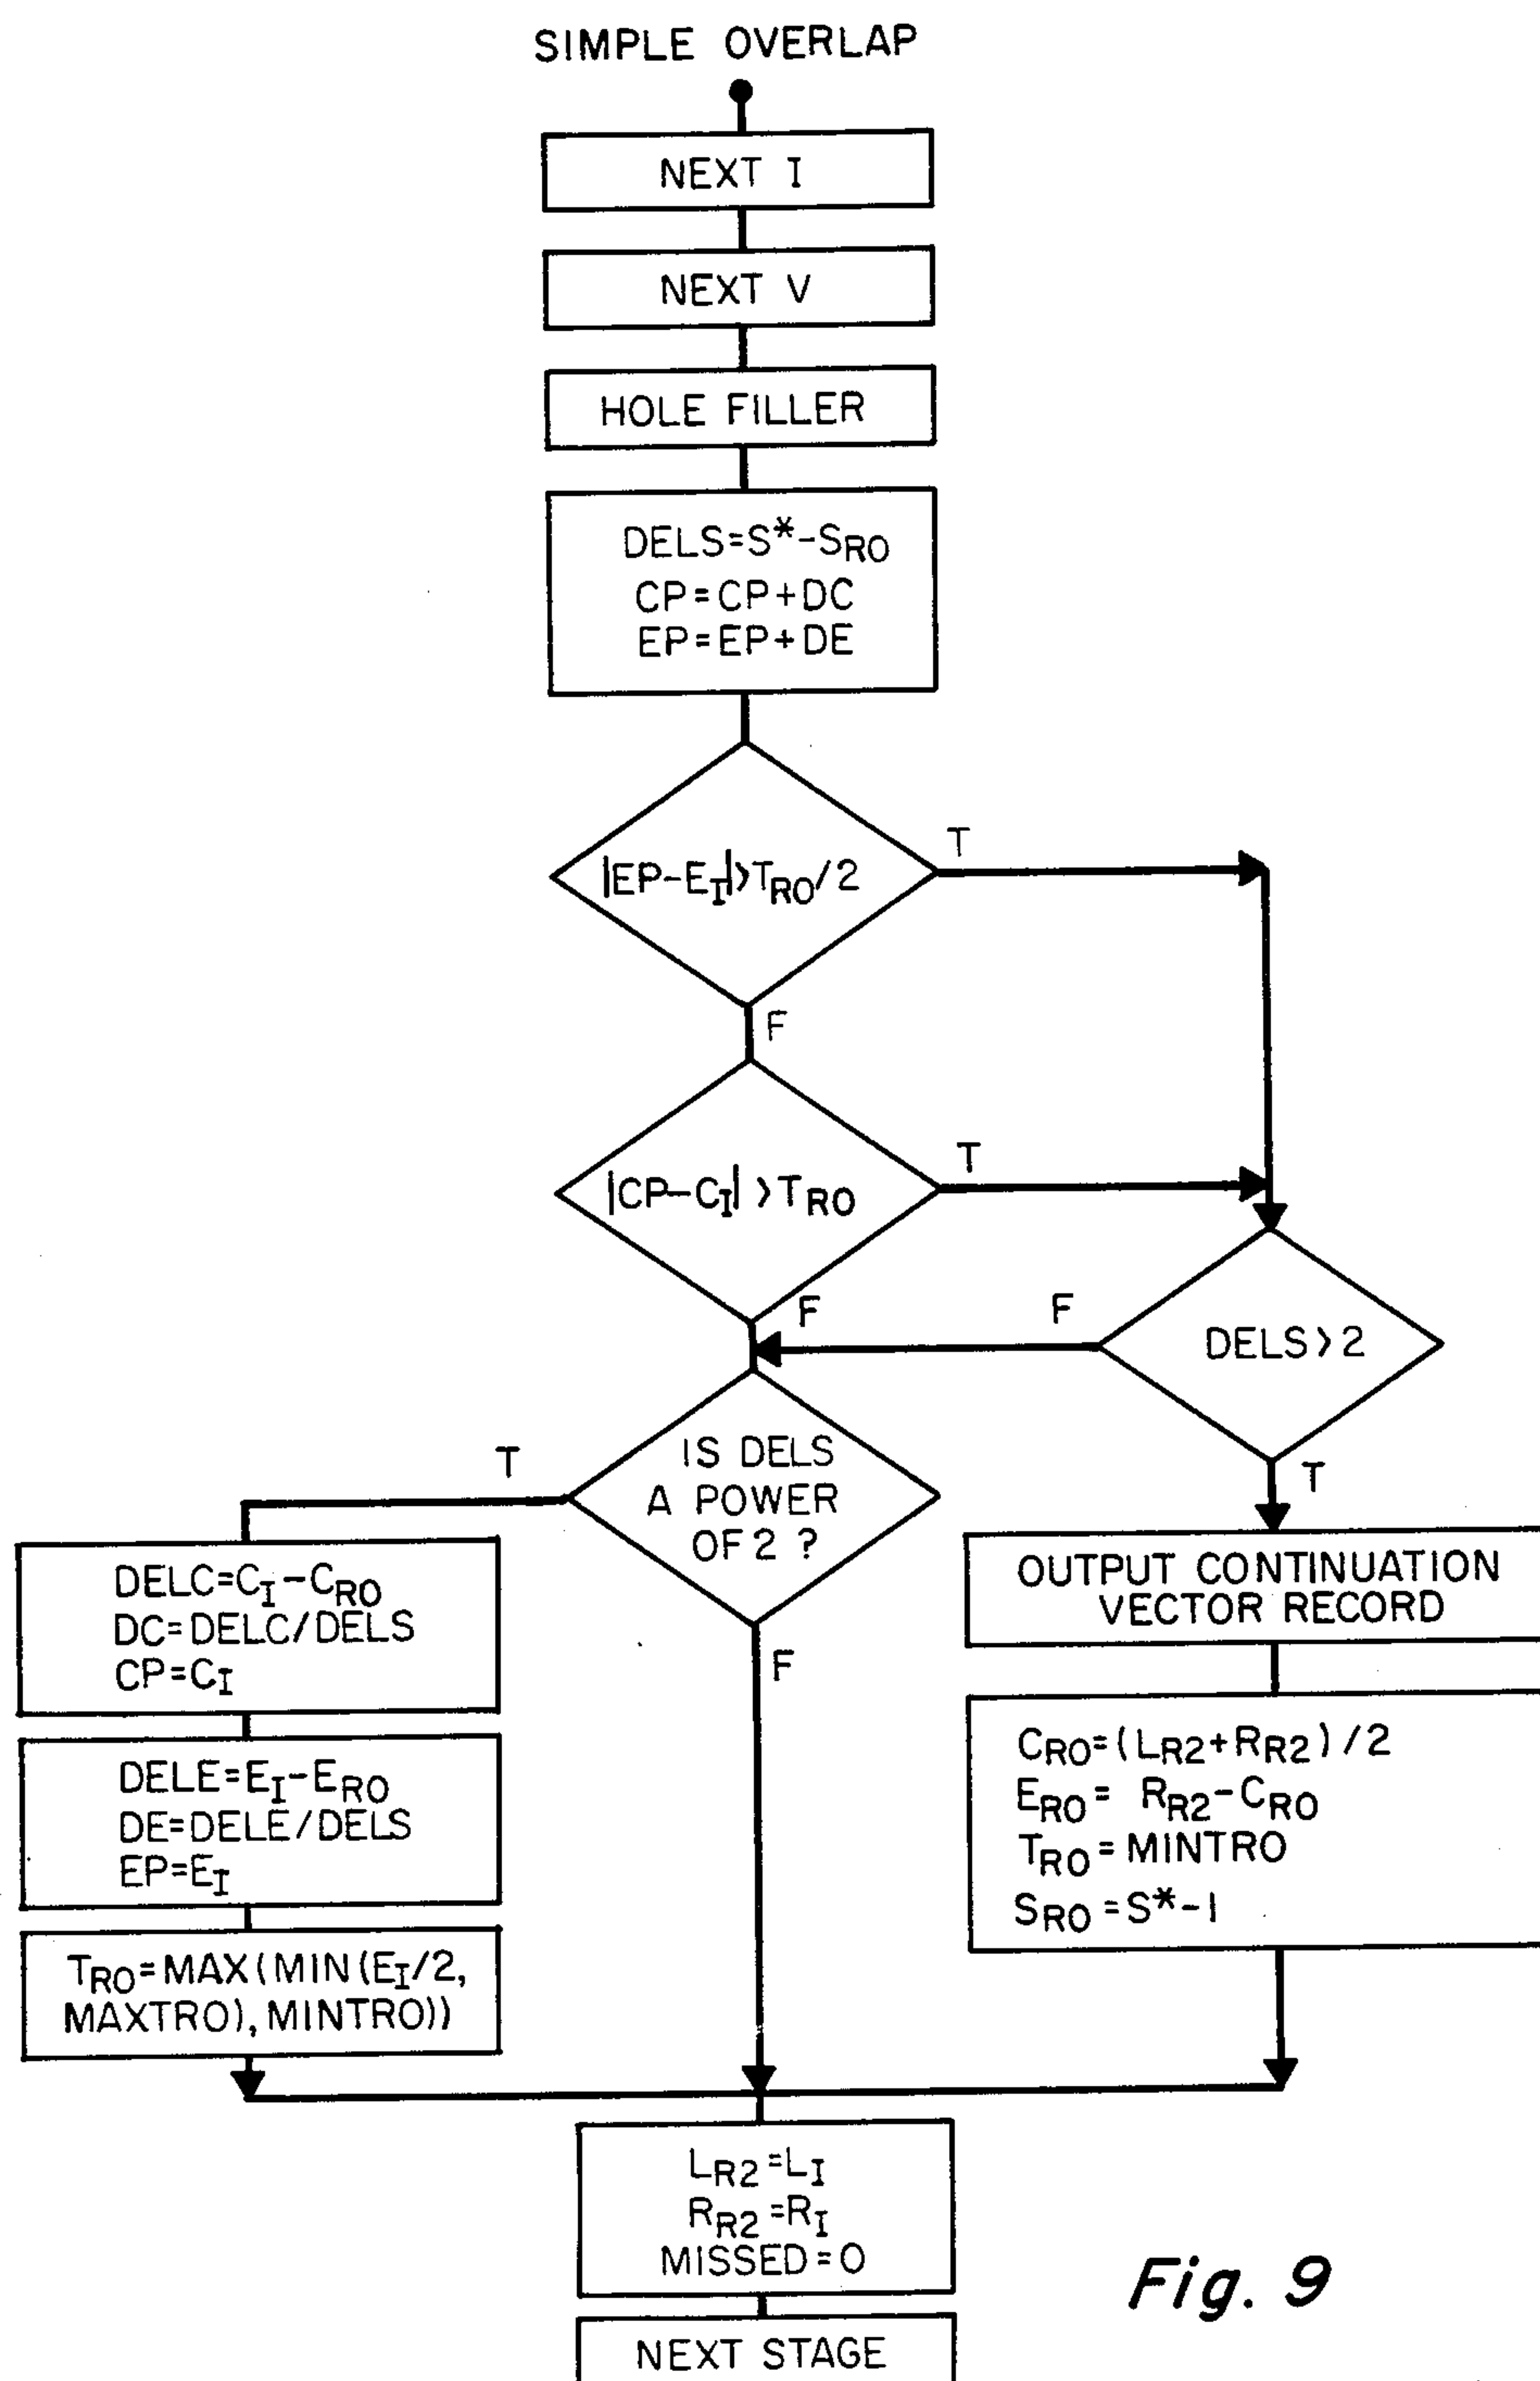 SIMPLE OVERLAP
NEXT I
NEXT V
HOLE FILLER
DELS=S*-SRO
CP=CP+DC
EP=EP+DE
|EP-EI|>TRO/2
T
F
|CP-CI|>TRO
T
F
F
DELS>2
T
IS DELS
A POWER
OF 2 ?
T
F
DELC=CI-CRO
DC=DELC/DELS
CP=CI
DELE=EI-ERO
DE=DELE/DELS
EP=EI
TRO=MAX(MIN(EI/2,
MAXTRO),MINTRO))
OUTPUT CONTINUATION
VECTOR RECORD
CRO=(LR2+RR2)/2
ERO= RR2-CRO
TRO=MINTRO
SRO=S*-1
LR2=LI
RR2=RI
MISSED=0
NEXT STAGE
Fig. 9